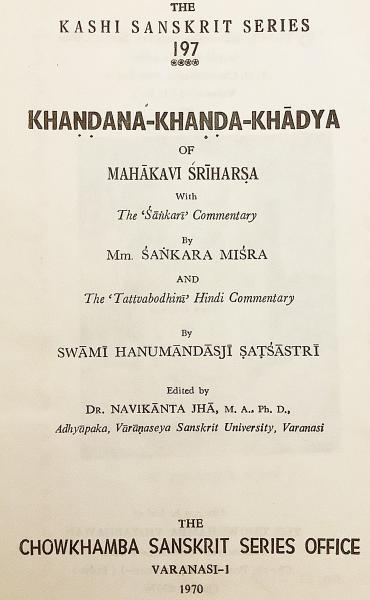 THE
KASHI SANSKRIT SERIES
197
****
KHAṆḌANA-KHAṆḌA-KHĀDYA
OF
MAHĀKAVI ŚRĪHARṢA
With
The ‘Śāṅkarī’ Commentary
By
Mm. ŚAṄKARA MIŚRA
AND
The ‘Tattvabodhinī’ Hindi Commentary
By
SWĀMĪ HANUMĀNDĀSJĪ ṢAṬŚĀSTRĪ
Edited by
DR. NAVIKĀNTA JHĀ, M. A., Ph. D.,
Adhyāpaka, Vārāṇaseya Sanskrit University, Varanasi
THE
CHOWKHAMBA SANSKRIT SERIES OFFICE
VARANASI-1
1970